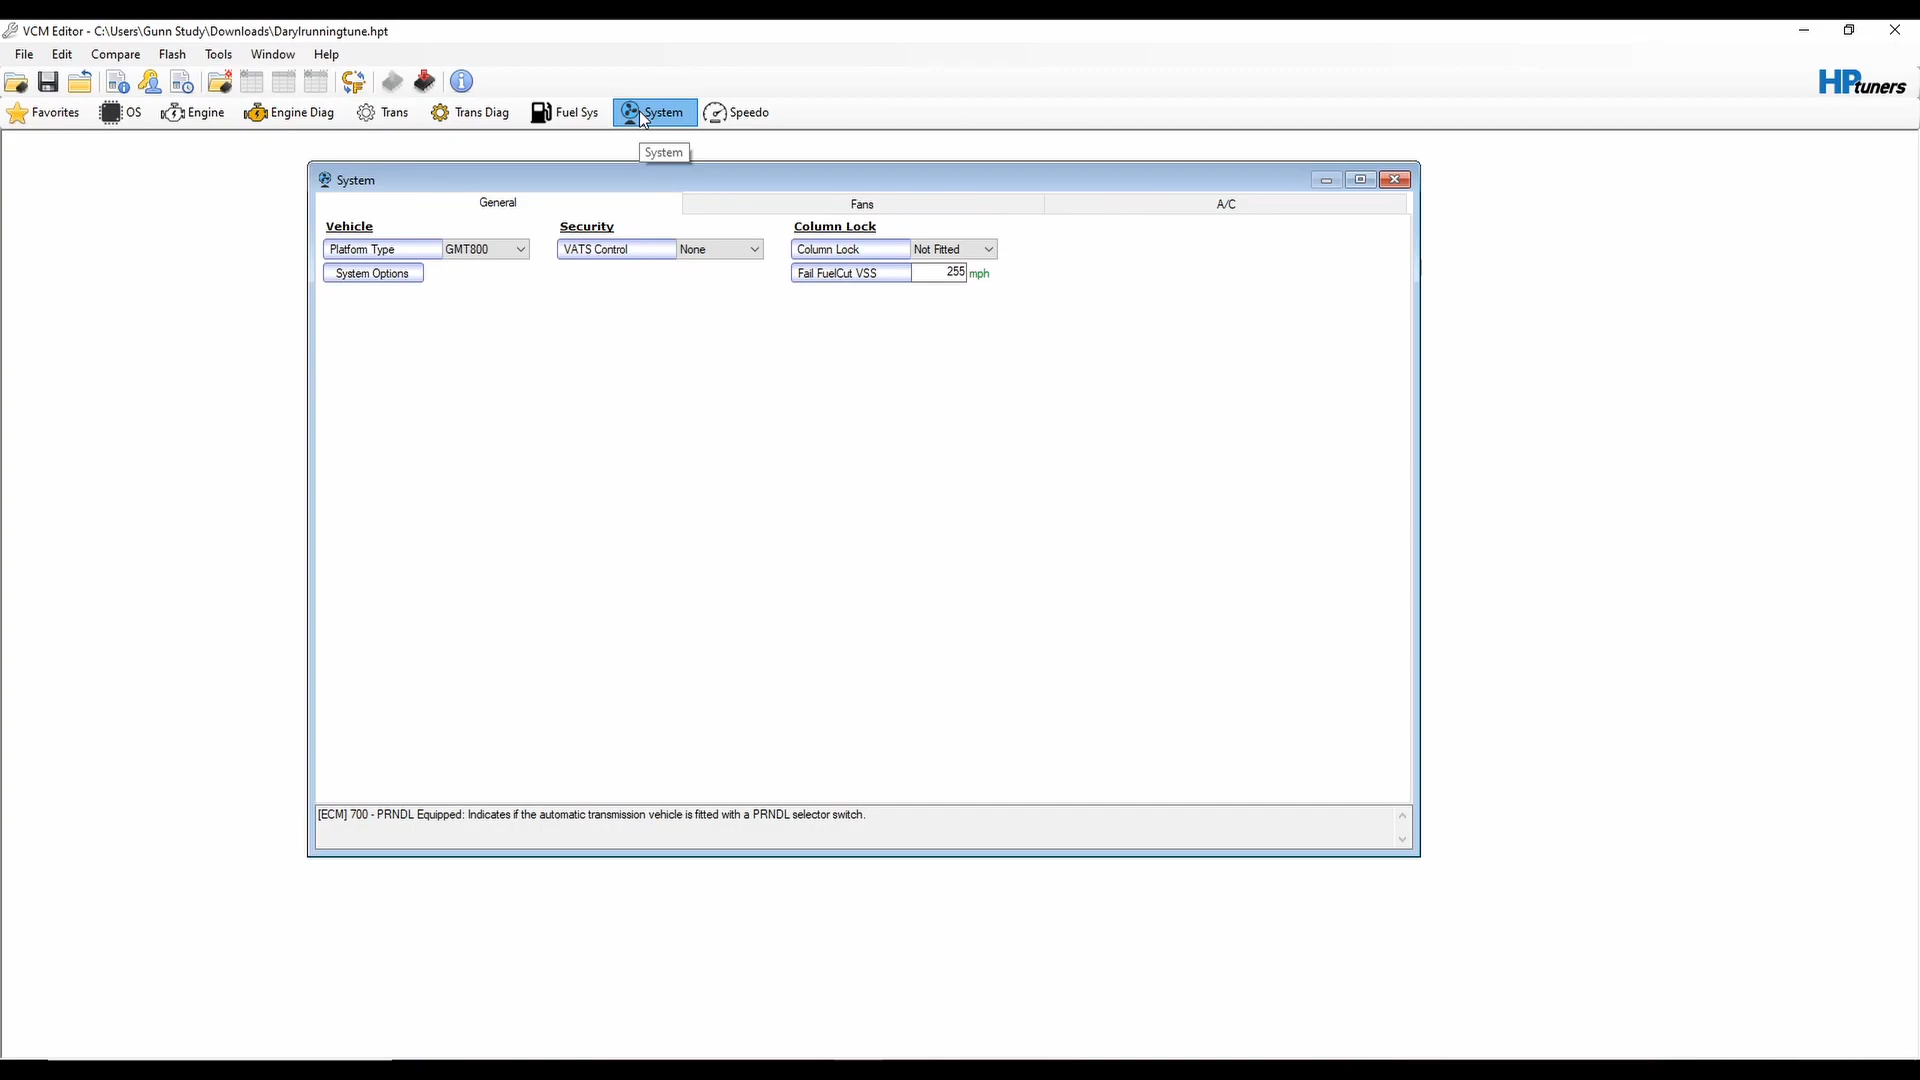 VCM Editor - C:\Users\Gunn Study\Downloads\Darylrunningtune.hpt
File Edit Compare Flash Tools Window Help
HPtuners
Favorites OS Engine Engine Diag Trans Trans Diag Fuel Sys System Speedo
System
System
General Fans A/C
Vehicle Security Column Lock
Platform Type GMT800 VATS Control None Column Lock Not Fitted
System Options Fail FuelCut VSS 255 mph
[ECM] 700 - PRNDL Equipped: Indicates if the automatic transmission vehicle is fitted with a PRNDL selector switch.